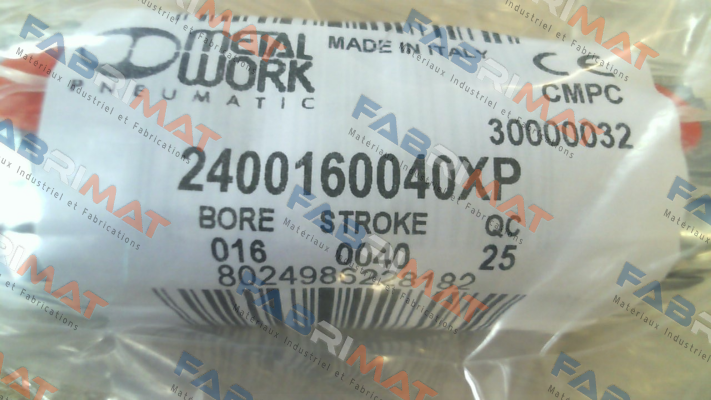 METAL WORK
PNEUMATIC
MADE IN ITALY
CE
CMPC
30000032
2400160040XP
BORE STROKE QC
016 0040 25
8024986228182
FABRIMAT
Matériaux Industriel et Fabrications